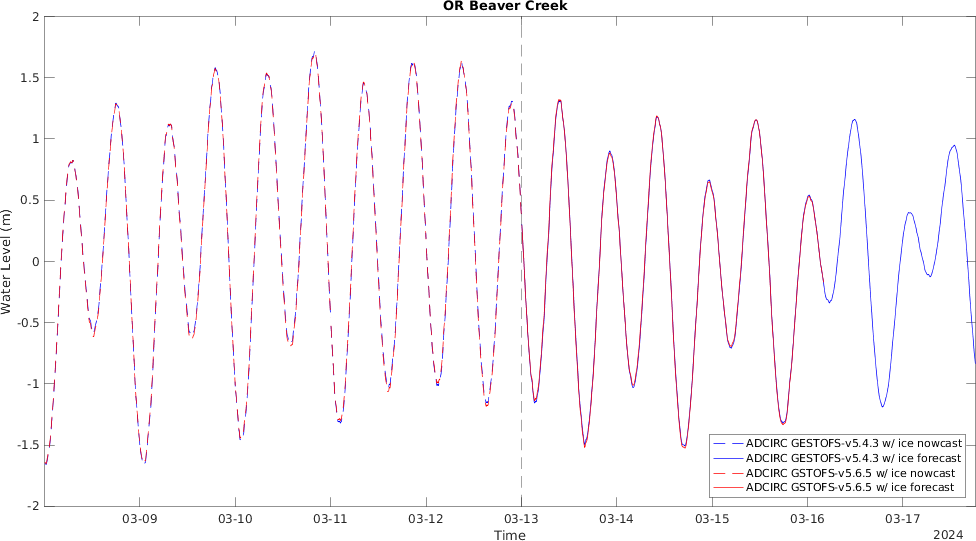 OR Beaver Creek
2
1.5
1
0.5
0
-0.5
-1
-1.5
-2
Water Level (m)
03-09 03-10 03-11 03-12 03-13 03-14 03-15 03-16 03-17
Time
2024
ADCIRC GESTOFS-v5.4.3 w/ ice nowcast
ADCIRC GESTOFS-v5.4.3 w/ ice forecast
ADCIRC GSTOFS-v5.6.5 w/ ice nowcast
ADCIRC GSTOFS-v5.6.5 w/ ice forecast